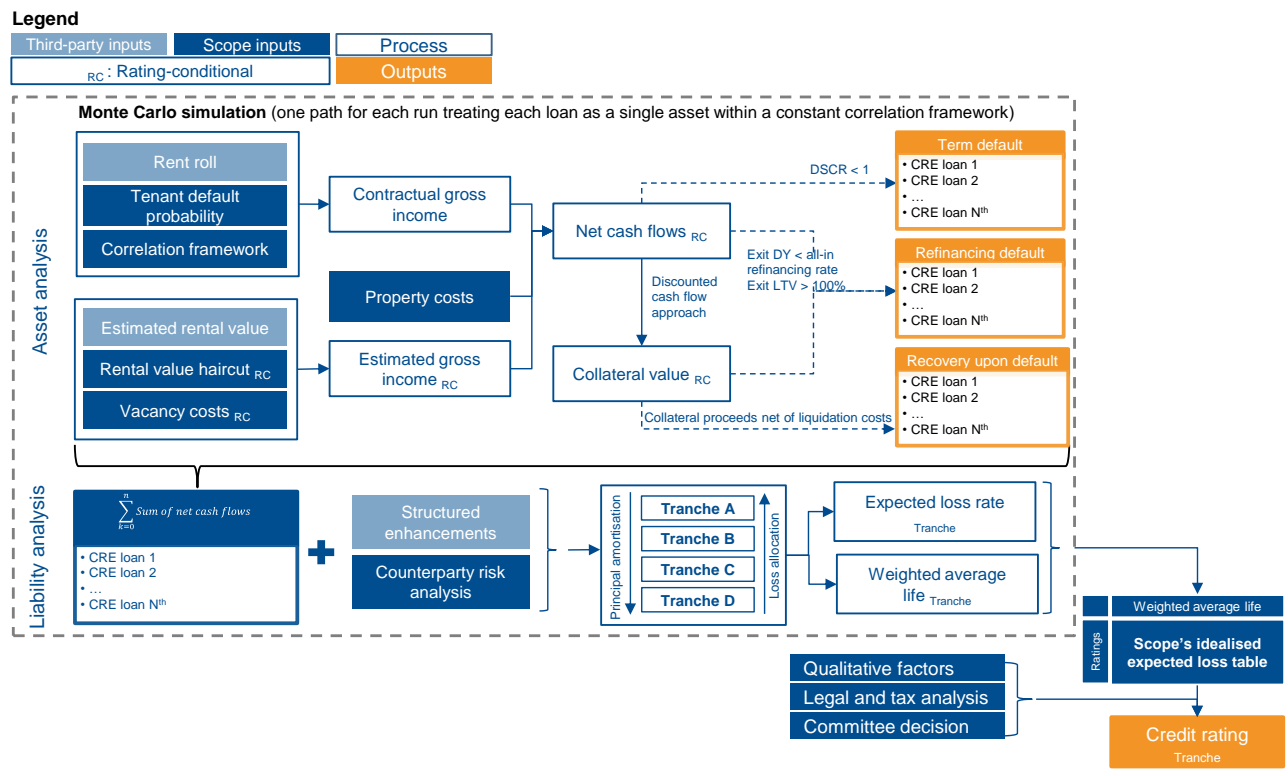 Legend
Third-party inputs
Scope inputs
Process
RC : Rating-conditional
Outputs
Monte Carlo simulation (one path for each run treating each loan as a single asset within a constant correlation framework)
Asset analysis
Rent roll
Tenant default
probability
Correlation framework
Contractual gross
income
Property costs
Estimated rental value
Rental value haircut RC
Vacancy costs RC
Estimated gross
income RC
Net cash flows RC
Discounted
cash flow
approach
Collateral value RC
DSCR < 1
Exit DY < all-in
refinancing rate
Exit LTV > 100%
Collateral proceeds net of liquidation costs
Term default
• CRE loan 1
• CRE loan 2
• …
• CRE loan Nth
Refinancing default
• CRE loan 1
• CRE loan 2
• …
• CRE loan Nth
Recovery upon default
• CRE loan 1
• CRE loan 2
• …
• CRE loan Nth
Liability analysis
n
∑ Sum of net cash flows
k=0
• CRE loan 1
• CRE loan 2
• …
• CRE loan Nth
+
Structured
enhancements
Counterparty risk
analysis
Principal amortisation
Tranche A
Tranche B
Tranche C
Tranche D
Loss allocation
Expected loss rate
Tranche
Weighted average
life Tranche
Weighted average life
Ratings
Scope's idealised
expected loss table
Qualitative factors
Legal and tax analysis
Committee decision
Credit rating
Tranche